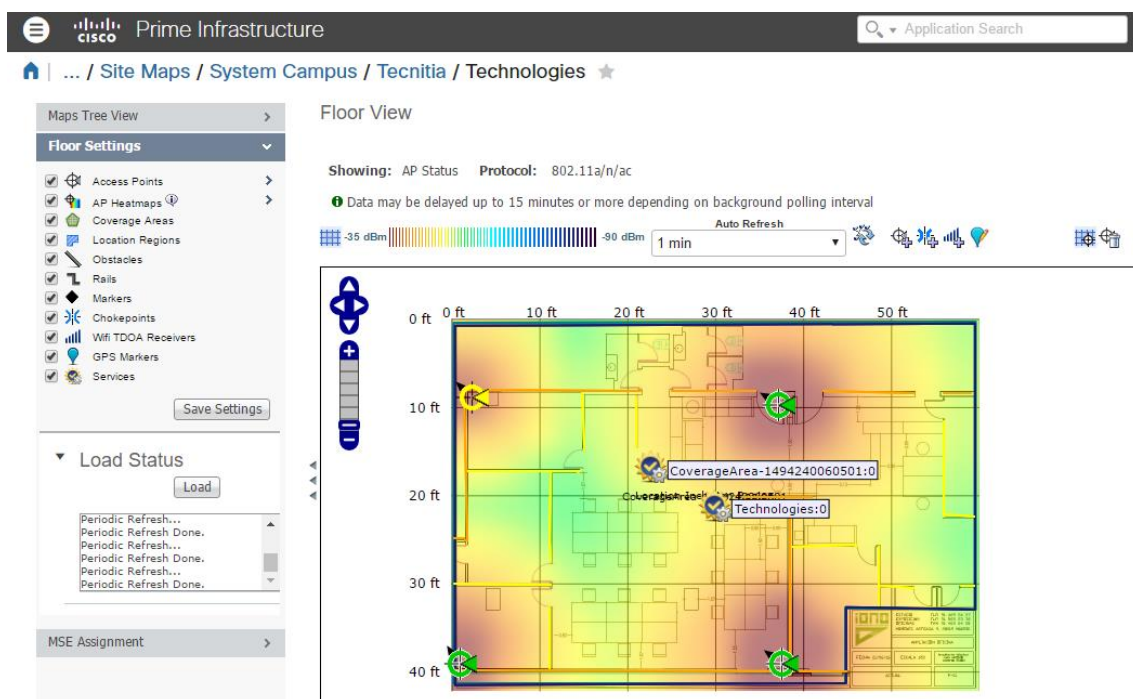 cisco Prime Infrastructure
Application Search
... / Site Maps / System Campus / Tecnitia / Technologies
Maps Tree View
Floor Settings
Access Points
AP Heatmaps
Coverage Areas
Location Regions
Obstacles
Rails
Markers
Chokepoints
Wifi TDOA Receivers
GPS Markers
Services
Save Settings
Load Status
Load
Periodic Refresh...
Periodic Refresh Done.
Periodic Refresh...
Periodic Refresh Done.
Periodic Refresh...
Periodic Refresh Done.
MSE Assignment
Floor View
Showing: AP Status Protocol: 802.11a/n/ac
Data may be delayed up to 15 minutes or more depending on background polling interval
-35 dBm -90 dBm
Auto Refresh
1 min
0 ft 10 ft 20 ft 30 ft 40 ft 50 ft
0 ft
10 ft
20 ft
30 ft
40 ft
CoverageArea-1494240060501:0
Technologies:0